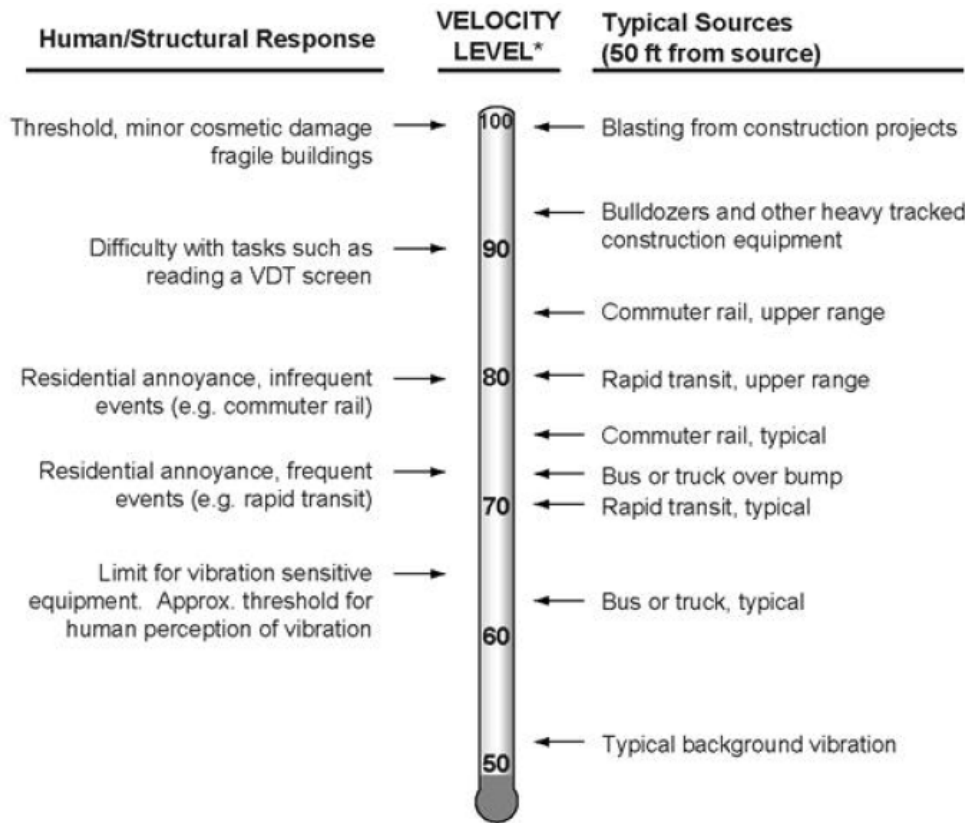 Human/Structural Response
VELOCITY
LEVEL*
Typical Sources
(50 ft from source)
Threshold, minor cosmetic damage
fragile buildings
100
Blasting from construction projects
Bulldozers and other heavy tracked
construction equipment
Difficulty with tasks such as
reading a VDT screen
90
Commuter rail, upper range
Residential annoyance, infrequent
events (e.g. commuter rail)
80
Rapid transit, upper range
Commuter rail, typical
Residential annoyance, frequent
events (e.g. rapid transit)
Bus or truck over bump
70
Rapid transit, typical
Limit for vibration sensitive
equipment. Approx. threshold for
human perception of vibration
Bus or truck, typical
60
Typical background vibration
50